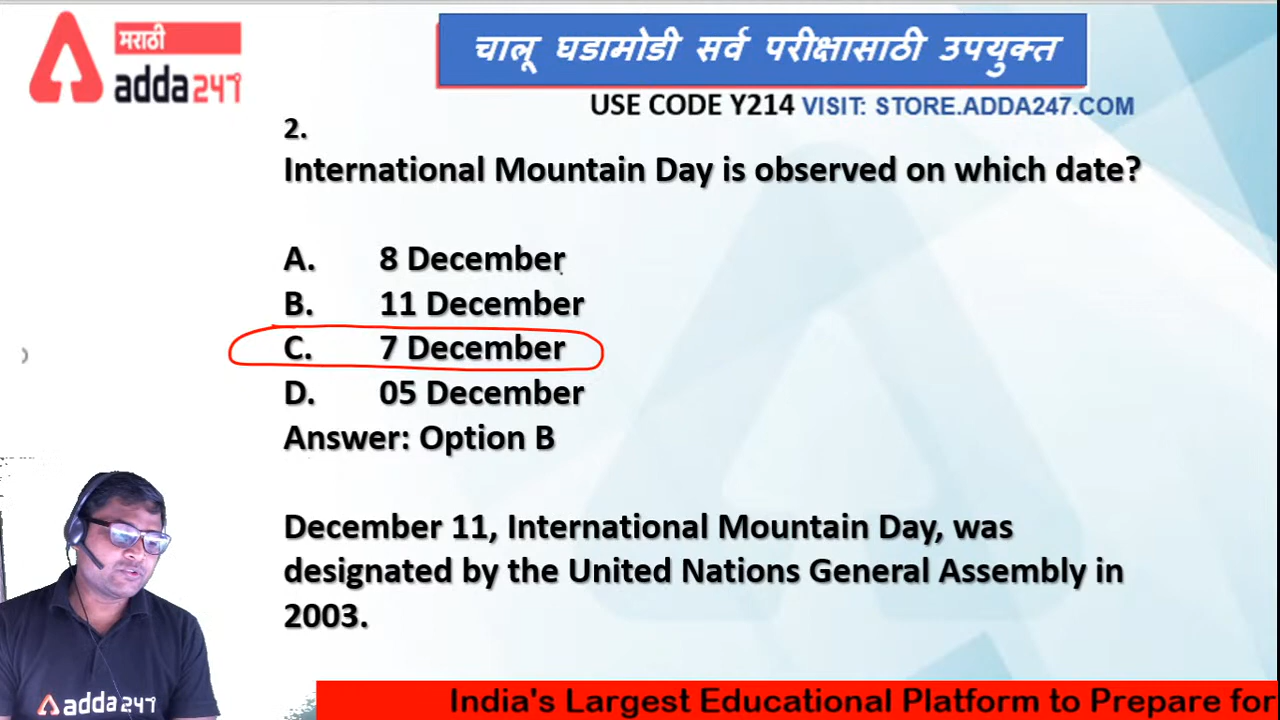 मराठी
adda247
चालू घडामोडी सर्व परीक्षासाठी उपयुक्त
USE CODE Y214 VISIT: STORE.ADDA247.COM
2.
International Mountain Day is observed on which date?
A. 8 December
B. 11 December
C. 7 December
D. 05 December
Answer: Option B
December 11, International Mountain Day, was
designated by the United Nations General Assembly in
2003.
adda247
India's Largest Educational Platform to Prepare for